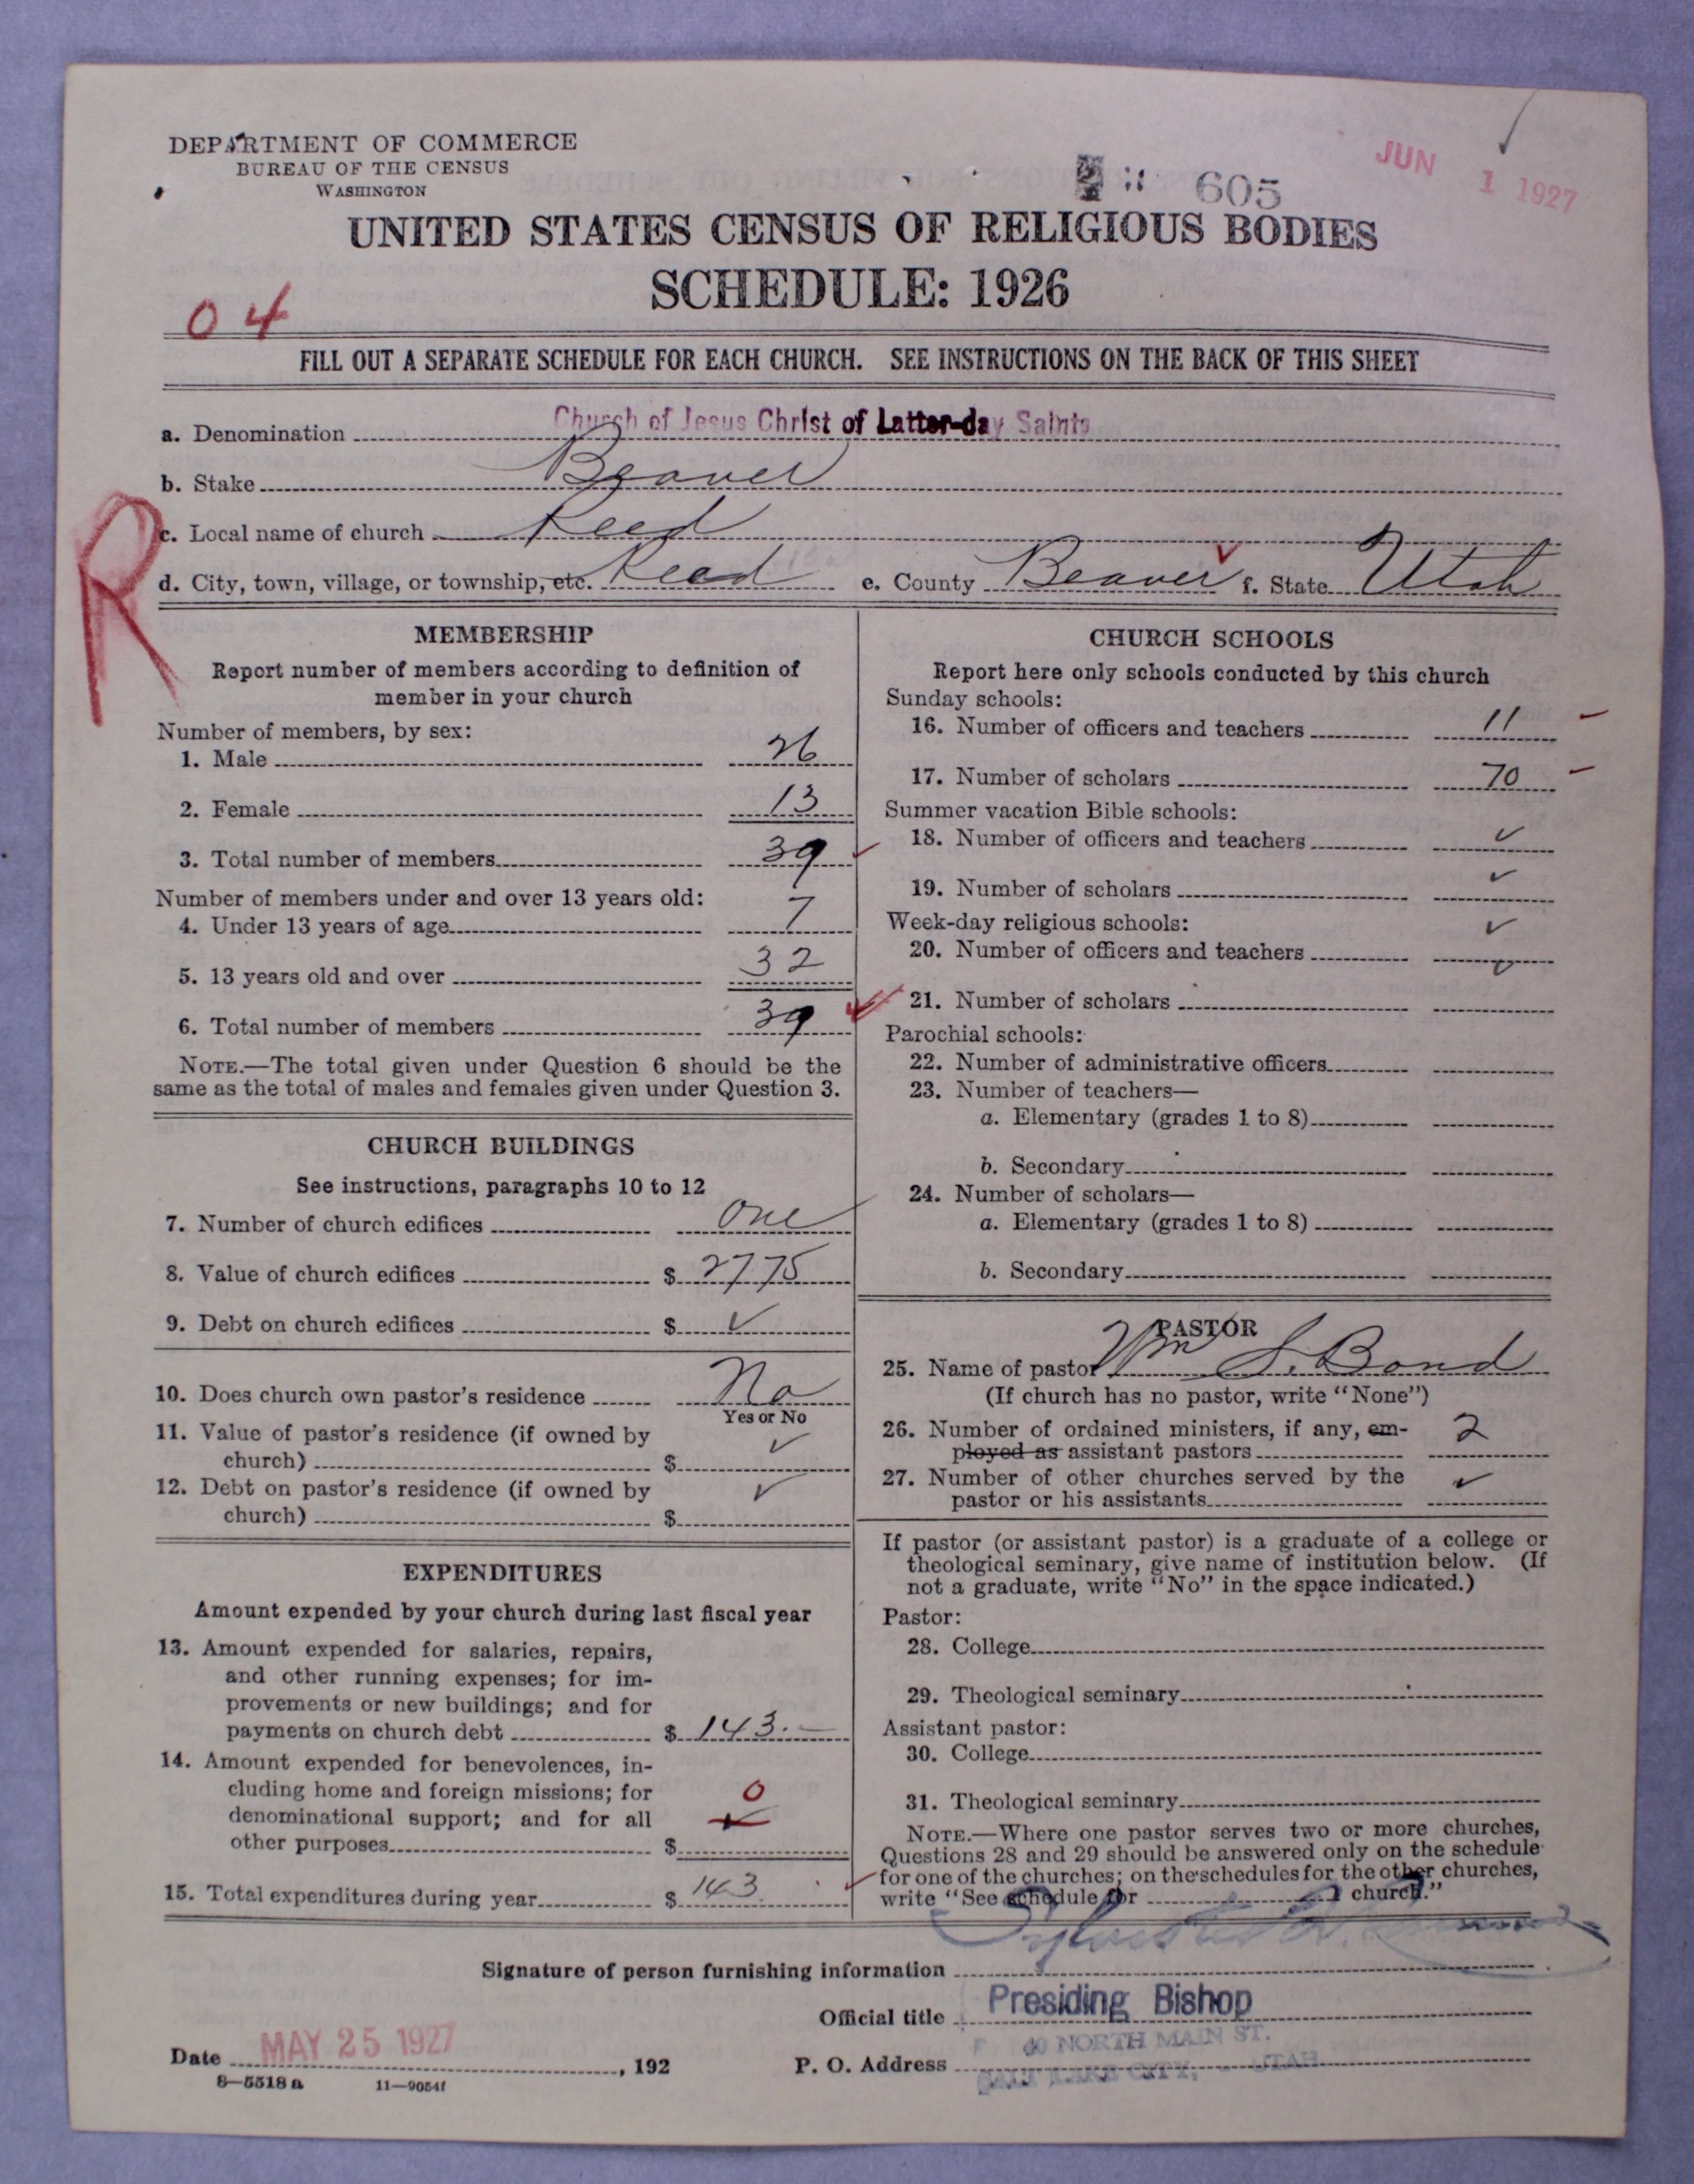 DEPARTMENT OF COMMERCE
BUREAU OF THE CENSUS
WASHINGTON
605
JUN 1 1927
UNITED STATES CENSUS OF RELIGIOUS BODIES
SCHEDULE: 1926
04
FILL OUT A SEPARATE SCHEDULE FOR EACH CHURCH. SEE INSTRUCTIONS ON THE BACK OF THIS SHEET
a. Denomination Church of Jesus Christ of Latter-day Saints
b. Stake Beaver
R
c. Local name of church Reed
d. City, town, village, or township, etc. Read e. County Beaver f. State Utah
MEMBERSHIP
Report number of members according to definition of
member in your church
Number of members, by sex:
1. Male 26
2. Female 13
3. Total number of members 39
Number of members under and over 13 years old:
4. Under 13 years of age 7
5. 13 years old and over 32
6. Total number of members 39
NOTE.—The total given under Question 6 should be the
same as the total of males and females given under Question 3.
CHURCH BUILDINGS
See instructions, paragraphs 10 to 12
7. Number of church edifices one
8. Value of church edifices $ 2775
9. Debt on church edifices $ ✓
10. Does church own pastor's residence No
Yes or No
11. Value of pastor's residence (if owned by
church) $ ✓
12. Debt on pastor's residence (if owned by
church) $ ✓
EXPENDITURES
Amount expended by your church during last fiscal year
13. Amount expended for salaries, repairs,
and other running expenses; for im-
provements or new buildings; and for
payments on church debt $ 143.—
14. Amount expended for benevolences, in-
cluding home and foreign missions; for
denominational support; and for all
other purposes $ 0
15. Total expenditures during year $ 143
CHURCH SCHOOLS
Report here only schools conducted by this church
Sunday schools:
16. Number of officers and teachers 11
17. Number of scholars 70
Summer vacation Bible schools:
18. Number of officers and teachers ✓
19. Number of scholars ✓
Week-day religious schools:
20. Number of officers and teachers ✓
21. Number of scholars ✓
Parochial schools:
22. Number of administrative officers
23. Number of teachers—
a. Elementary (grades 1 to 8)
b. Secondary
24. Number of scholars—
a. Elementary (grades 1 to 8)
b. Secondary
PASTOR
25. Name of pastor Wm S. Bond
(If church has no pastor, write "None")
26. Number of ordained ministers, if any, em-
ployed as assistant pastors 2
27. Number of other churches served by the
pastor or his assistants ✓
If pastor (or assistant pastor) is a graduate of a college or
theological seminary, give name of institution below. (If
not a graduate, write "No" in the space indicated.)
Pastor:
28. College
29. Theological seminary
Assistant pastor:
30. College
31. Theological seminary
NOTE.—Where one pastor serves two or more churches,
Questions 28 and 29 should be answered only on the schedule
for one of the churches; on the schedules for the other churches,
write "See schedule for church."
Signature of person furnishing information Sylvester Q. Cannon
Official title Presiding Bishop
40 NORTH MAIN ST.
Date MAY 25 1927, 192 P. O. Address SALT LAKE CITY, UTAH
8—5518a 11—9054f